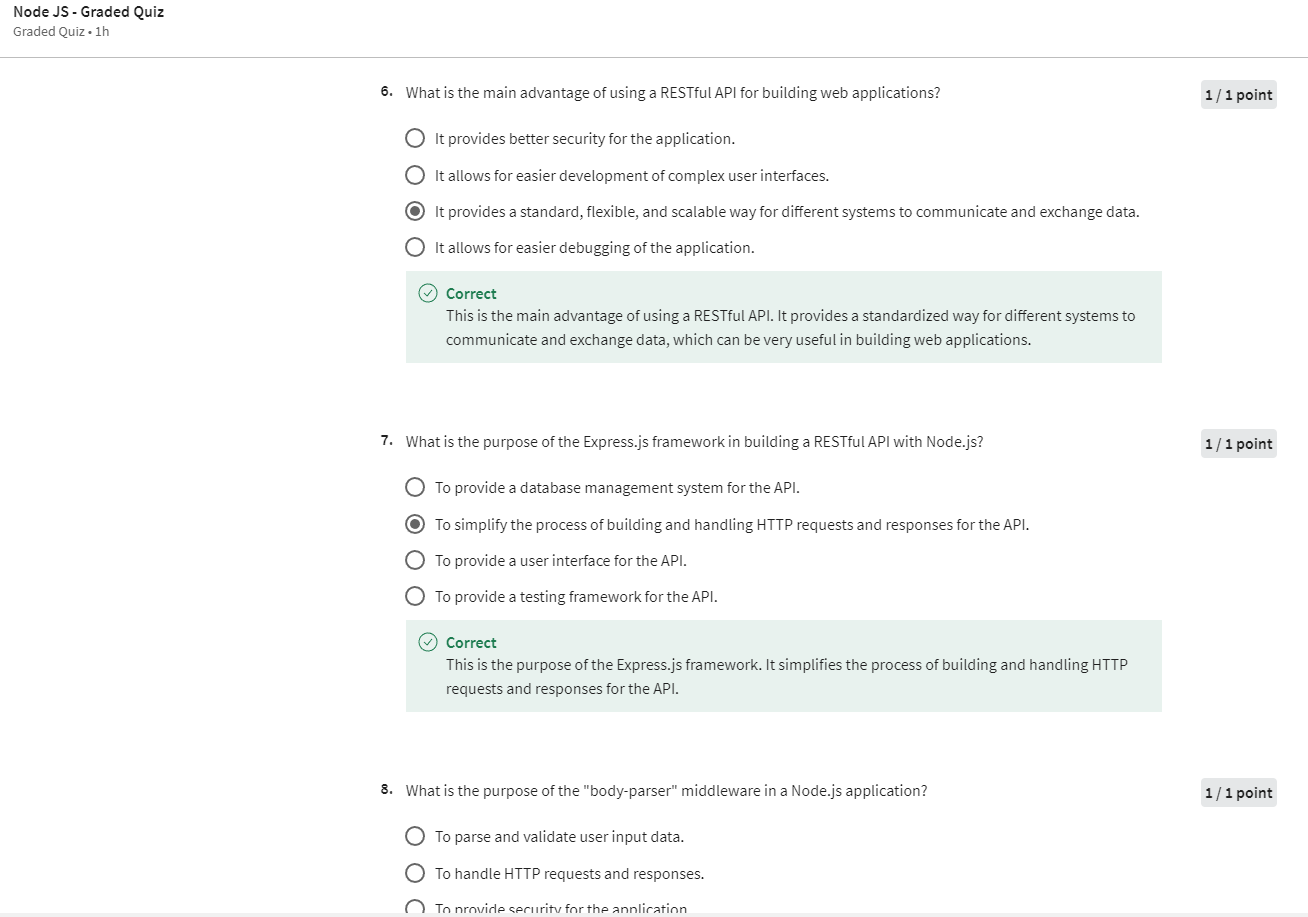 Node JS - Graded Quiz
Graded Quiz • 1h
6. What is the main advantage of using a RESTful API for building web applications?
1 / 1 point
It provides better security for the application.
It allows for easier development of complex user interfaces.
It provides a standard, flexible, and scalable way for different systems to communicate and exchange data.
It allows for easier debugging of the application.
Correct
This is the main advantage of using a RESTful API. It provides a standardized way for different systems to
communicate and exchange data, which can be very useful in building web applications.
7. What is the purpose of the Express.js framework in building a RESTful API with Node.js?
1 / 1 point
To provide a database management system for the API.
To simplify the process of building and handling HTTP requests and responses for the API.
To provide a user interface for the API.
To provide a testing framework for the API.
Correct
This is the purpose of the Express.js framework. It simplifies the process of building and handling HTTP
requests and responses for the API.
8. What is the purpose of the "body-parser" middleware in a Node.js application?
1 / 1 point
To parse and validate user input data.
To handle HTTP requests and responses.
To provide security for the application